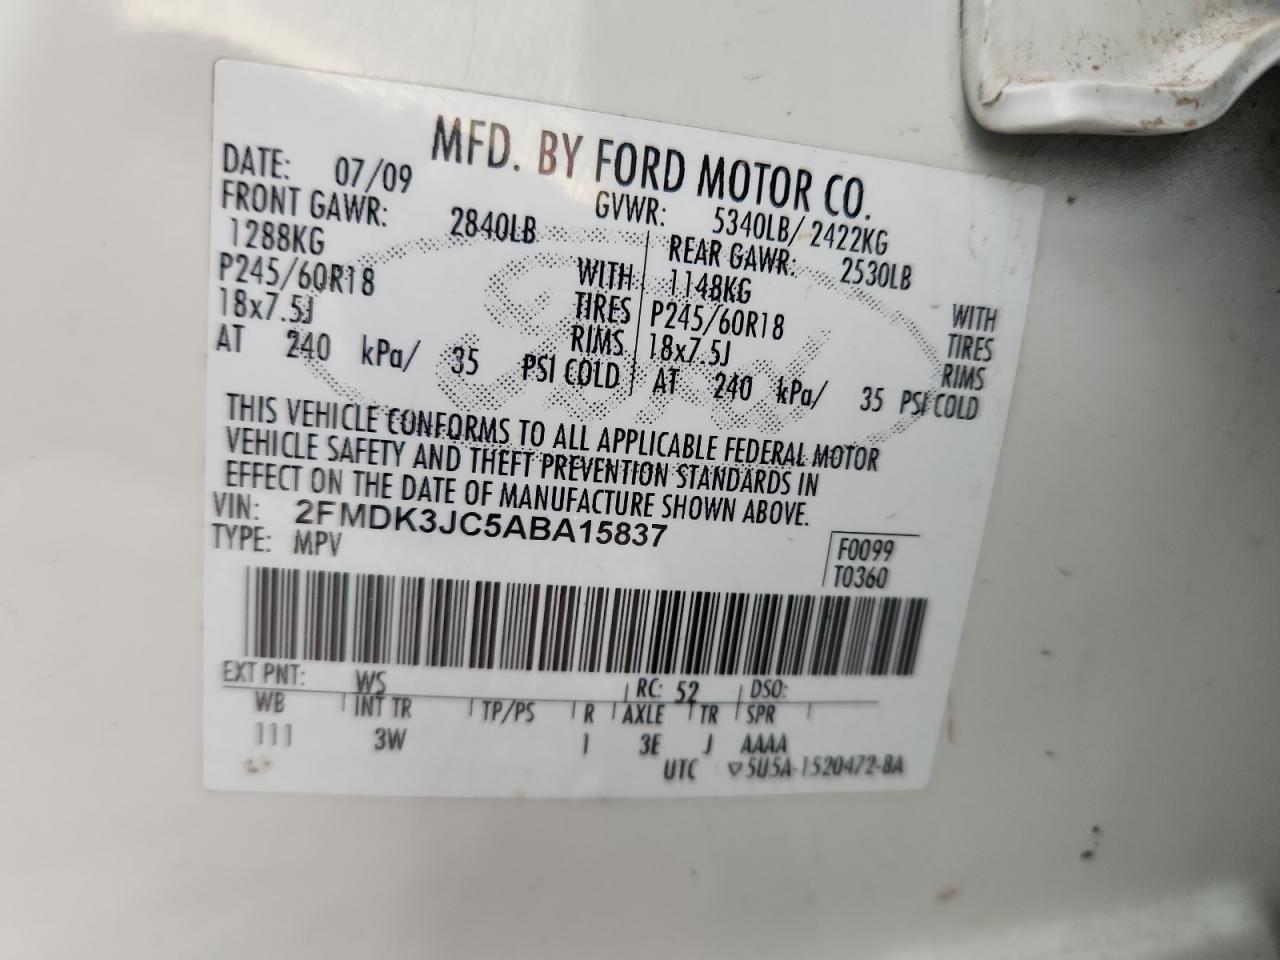 MFD. BY FORD MOTOR CO.
DATE: 07/09 GVWR: 5340LB/ 2422KG
FRONT GAWR: 2840LB REAR GAWR: 2530LB
1288KG WITH 1148KG WITH
P245/60R18 TIRES P245/60R18 TIRES
18x7.5J RIMS 18x7.5J RIMS
AT 240 kPa/ 35 PSI COLD AT 240 kPa/ 35 PSI COLD
THIS VEHICLE CONFORMS TO ALL APPLICABLE FEDERAL MOTOR
VEHICLE SAFETY AND THEFT PREVENTION STANDARDS IN
EFFECT ON THE DATE OF MANUFACTURE SHOWN ABOVE.
VIN: 2FMDK3JC5ABA15837
TYPE: MPV
F0099
T0360
EXT PNT: WS RC: 52 DSO:
WB INT TR TP/PS R AXLE TR SPR
111 3W 1 3E J AAAA
UTC ▽5U5A-1520472-BA